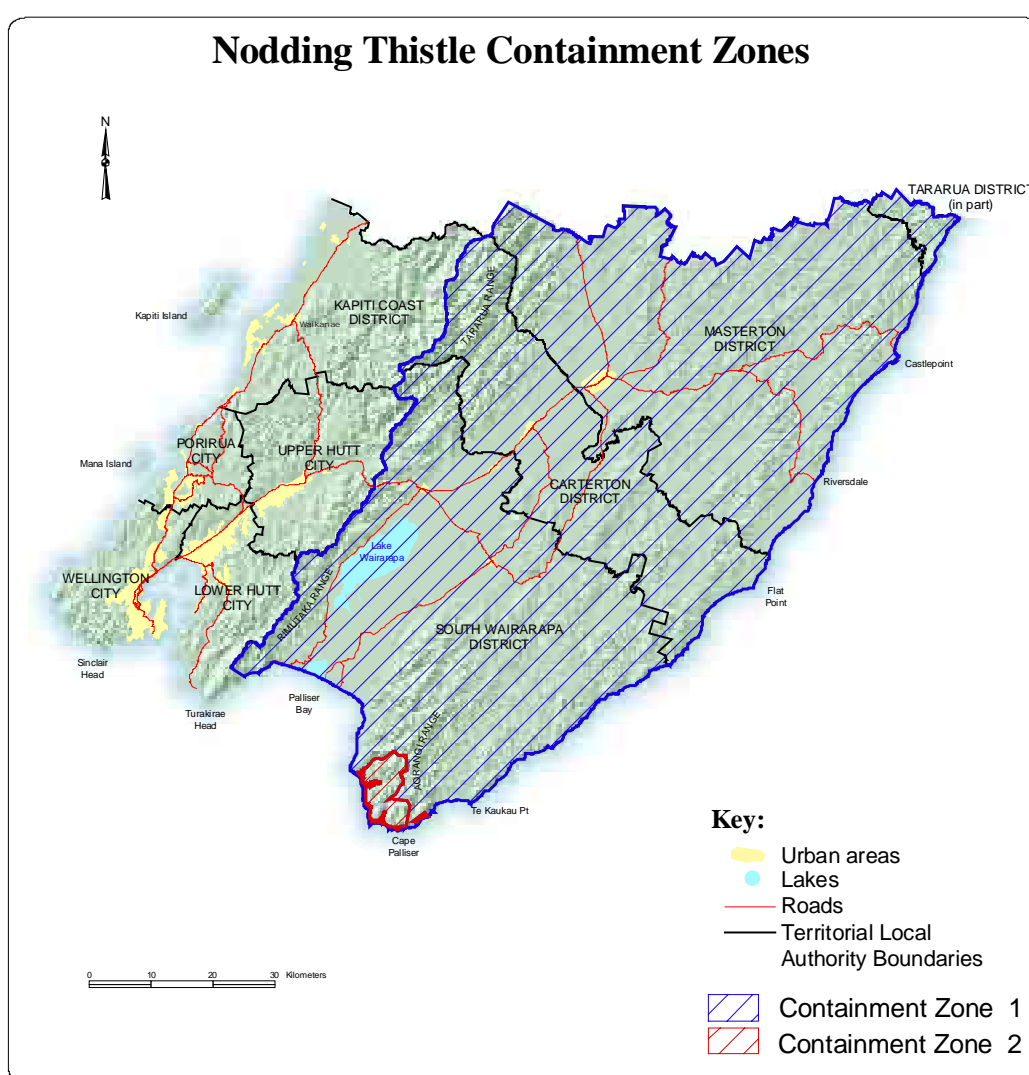 Nodding Thistle Containment Zones
N
TARARUA DISTRICT
(in part)
KAPITI COAST
DISTRICT
Kapiti Island
Waikanae
TARARUA RANGE
MASTERTON
DISTRICT
Castlepoint
PORIRUA
CITY
UPPER HUTT
CITY
Mana Island
CARTERTON
DISTRICT
Riversdale
Lake
Wairarapa
WELLINGTON
CITY
LOWER HUTT
CITY
RIMUTAKA RANGE
Flat
Point
SOUTH WAIRARAPA
DISTRICT
Sinclair
Head
Palliser
Bay
Turakirae
Head
AORANGI RANGE
Te Kaukau Pt
Cape
Palliser
Key:
Urban areas
Lakes
Roads
Territorial Local
Authority Boundaries
0 10 20 30 Kilometers
Containment Zone 1
Containment Zone 2